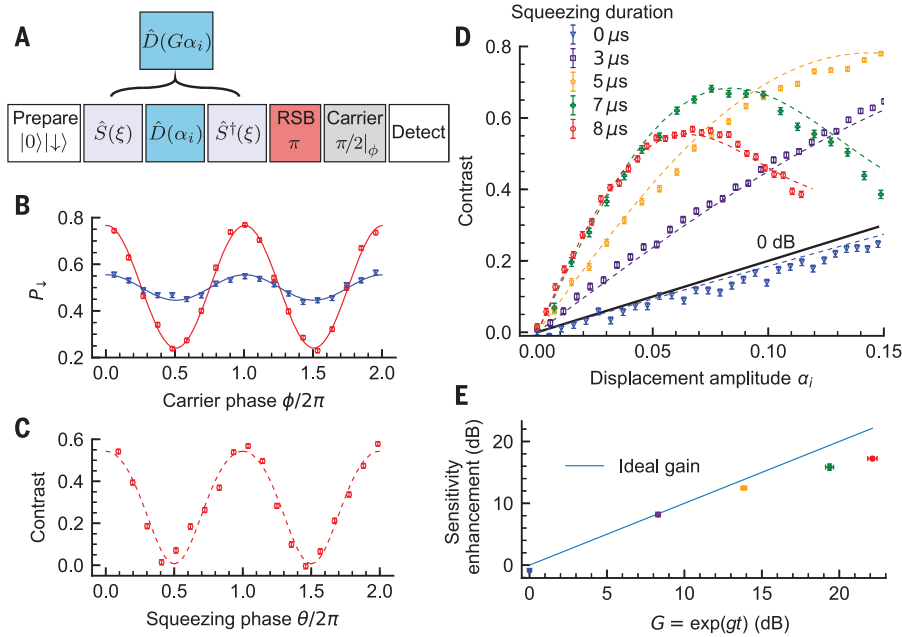 A
D̂(Gαᵢ)
Prepare
|0⟩|↓⟩
Ŝ(ξ)
D̂(αᵢ)
Ŝ†(ξ)
RSB
π
Carrier
π/2|ϕ
Detect
B
0.8
0.6
0.4
0.2
P↓
0.0 0.5 1.0 1.5 2.0
Carrier phase ϕ/2π
C
0.6
0.4
0.2
0.0
Contrast
0.0 0.5 1.0 1.5 2.0
Squeezing phase θ/2π
Squeezing duration
0 μs
3 μs
5 μs
7 μs
8 μs
D
0.8
0.6
0.4
0.2
0.0
Contrast
0 dB
0.00 0.05 0.10 0.15
Displacement amplitude αᵢ
E
20
10
0
Sensitivity
enhancement (dB)
Ideal gain
0 5 10 15 20
G = exp(gt) (dB)